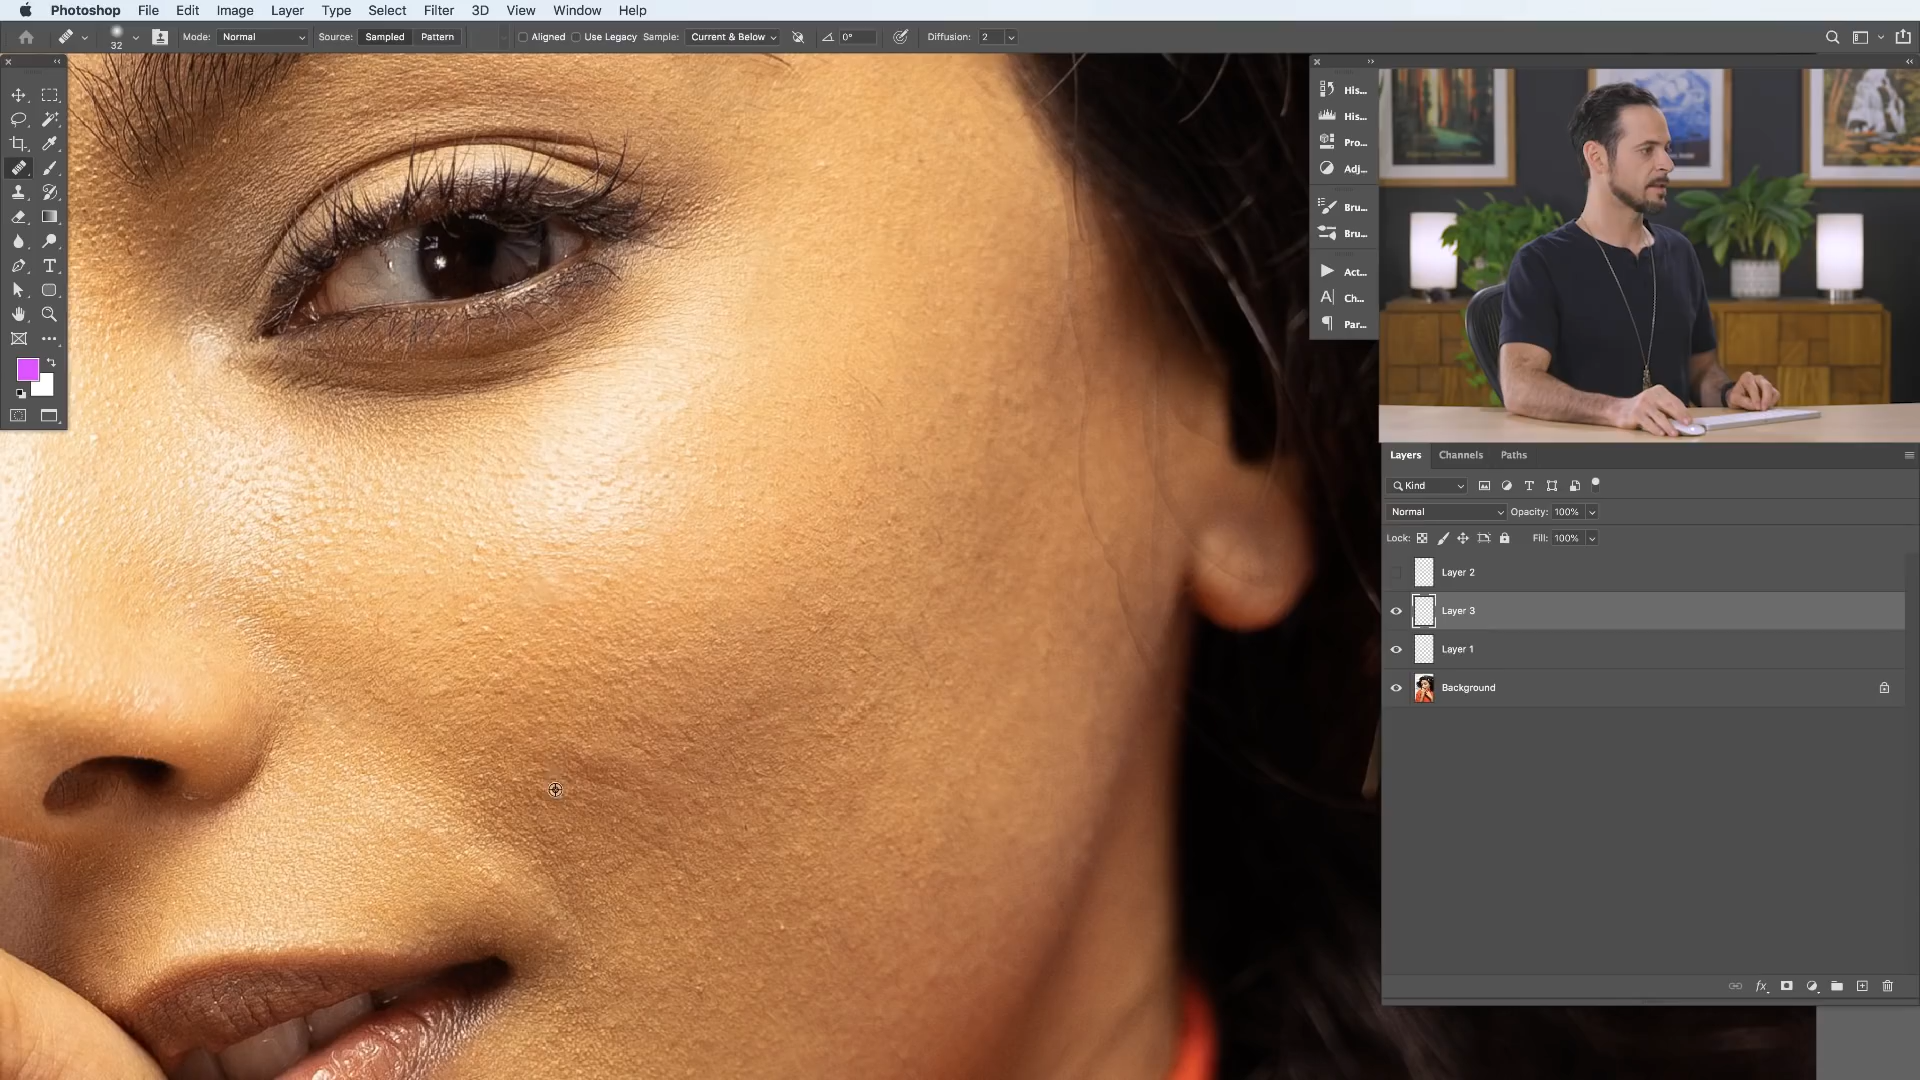 Photoshop File Edit Image Layer Type Select Filter 3D View Window Help
32 Mode: Normal Source: Sampled Pattern Aligned Use Legacy Sample: Current & Below 0° Diffusion: 2
His...
His...
Pro...
Adj...
Bru...
Bru...
Act...
Ch...
Par...
Layers Channels Paths
Kind
Normal Opacity: 100%
Lock: Fill: 100%
Layer 2
Layer 3
Layer 1
Background